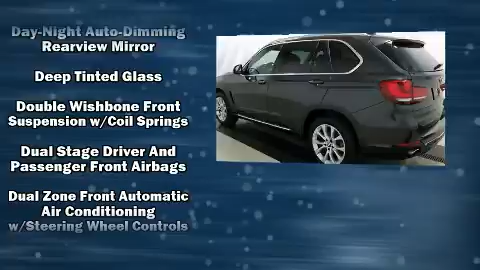 Day-Night Auto-Dimming
Rearview Mirror
Deep Tinted Glass
Double Wishbone Front
Suspension w/Coil Springs
Dual Stage Driver And
Passenger Front Airbags
Dual Zone Front Automatic
Air Conditioning
w/Steering Wheel Controls